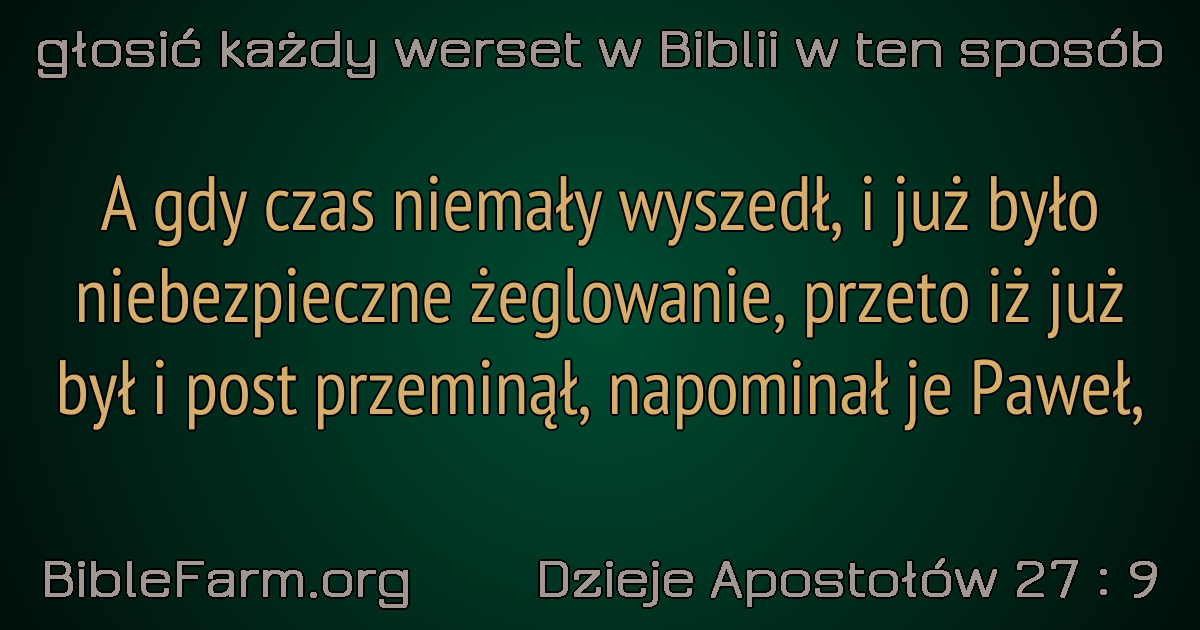 głosić każdy werset w Biblii w ten sposób
A gdy czas niemały wyszedł, i już było
niebezpieczne żeglowanie, przeto iż już
był i post przeminął, napominał je Paweł,
BibleFarm.org
Dzieje Apostołów 27 : 9